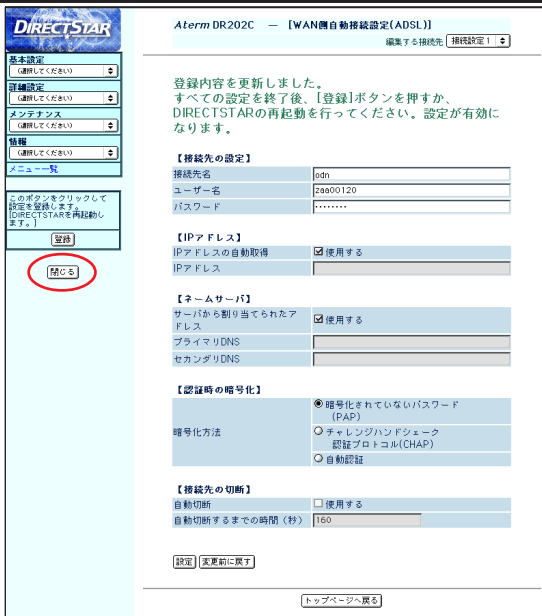 DIRECTSTAR
基本設定
(選択してください)
詳細設定
(選択してください)
メンテナンス
(選択してください)
情報
(選択してください)
メニュー一覧
このボタンをクリックして
設定を登録します。
[DIRECTSTARを再起動し
ます。]
登録
閉じる
Aterm DR202C ― [WAN側自動接続設定(ADSL)]
編集する接続先 接続設定1
登録内容を更新しました。
すべての設定を終了後、[登録]ボタンを押すか、
DIRECTSTARの再起動を行ってください。設定が有効に
なります。
【接続先の設定】
接続先名 odn
ユーザー名 zaa00120
パスワード ········
【IPアドレス】
IPアドレスの自動取得 使用する
IPアドレス
【ネームサーバ】
サーバから割り当てられたア
ドレス 使用する
プライマリDNS
セカンダリDNS
【認証時の暗号化】
暗号化方法
暗号化されていないパスワード
(PAP)
チャレンジハンドシェーク
認証プロトコル(CHAP)
自動認証
【接続先の切断】
自動切断 使用する
自動切断するまでの時間(秒) 160
設定 変更前に戻す
トップページへ戻る